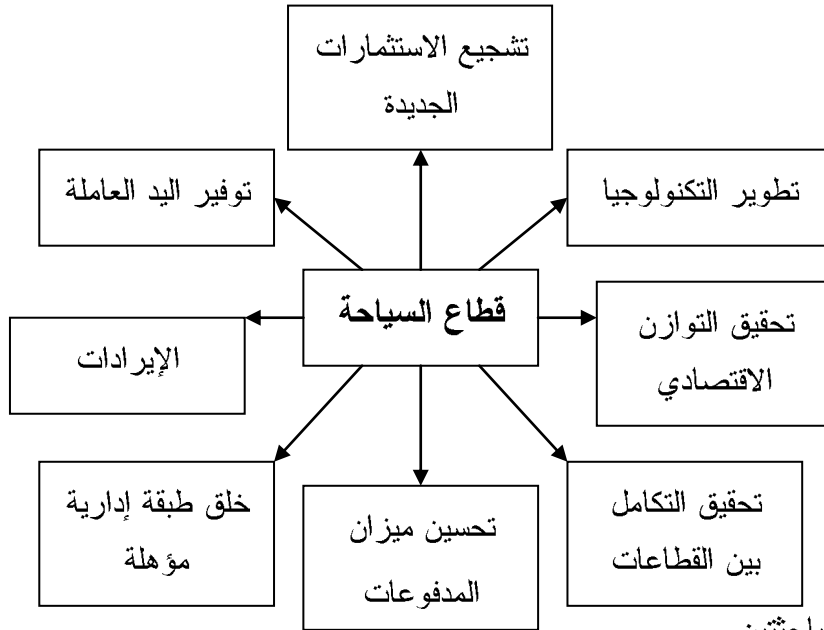 تشجيع الاستثمارات
الجديدة
تطوير التكنولوجيا
توفير اليد العاملة
قطاع السياحة
تحقيق التوازن
الاقتصادي
الإيرادات
تحقيق التكامل
بين القطاعات
تحسين ميزان
المدفوعات
خلق طبقة إدارية
مؤهلة